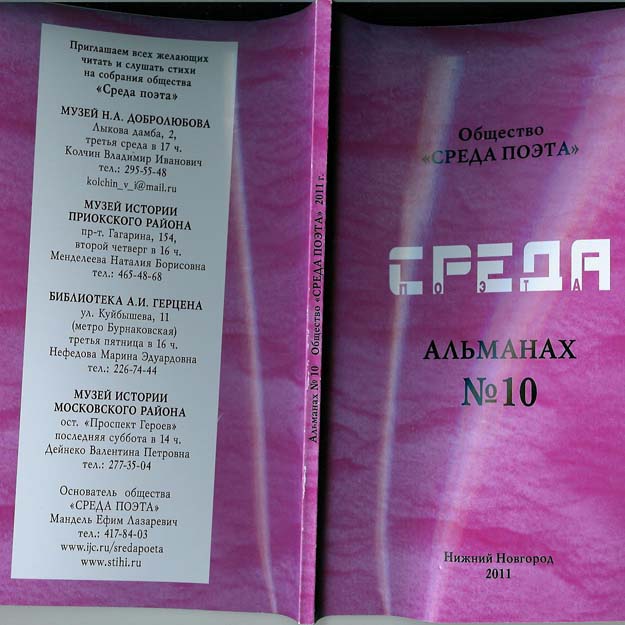 Приглашаем всех желающих
читать и слушать стихи
на собрания общества
«Среда поэта»
МУЗЕЙ Н.А. ДОБРОЛЮБОВА
Лыкова дамба, 2,
третья среда в 17 ч.
Колчин Владимир Иванович
тел.: 295-55-48
kolchin_v_i@mail.ru
МУЗЕЙ ИСТОРИИ
ПРИОКСКОГО РАЙОНА
пр-т. Гагарина, 154,
второй четверг в 16 ч.
Менделеева Наталия Борисовна
тел.: 465-48-68
БИБЛИОТЕКА А.И. ГЕРЦЕНА
ул. Куйбышева, 11
(метро Бурнаковская)
третья пятница в 16 ч.
Нефедова Марина Эдуардовна
тел.: 226-74-44
МУЗЕЙ ИСТОРИИ
МОСКОВСКОГО РАЙОНА
ост. «Проспект Героев»
последняя суббота в 14 ч.
Дейнеко Валентина Петровна
тел.: 277-35-04
Основатель общества
«СРЕДА ПОЭТА»
Мандель Ефим Лазаревич
тел.: 417-84-03
www.ijc.ru/sredapoeta
www.stihi.ru
Альманах № 10 Общество «СРЕДА ПОЭТА» 2011 г.
Общество
«СРЕДА ПОЭТА»
СРЕДА
ПОЭТА
АЛЬМАНАХ
№10
Нижний Новгород
2011